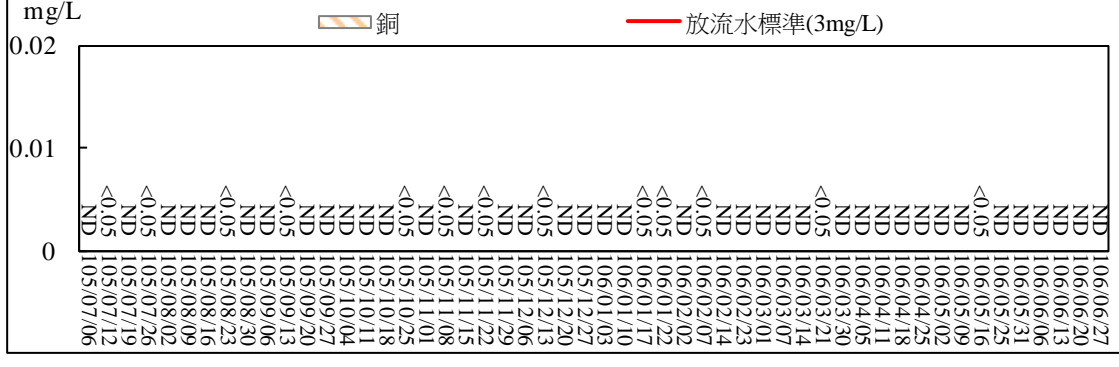 mg/L
銅
放流水標準(3mg/L)
0.02
0.01
0
ND
<0.05
ND
<0.05
ND
ND
ND
<0.05
ND
ND
<0.05
ND
ND
ND
ND
ND
<0.05
ND
<0.05
ND
<0.05
ND
ND
<0.05
ND
ND
ND
ND
<0.05
<0.05
ND
<0.05
ND
ND
ND
ND
ND
<0.05
ND
ND
ND
ND
ND
ND
ND
<0.05
ND
ND
ND
ND
ND
ND
105/07/06
105/07/12
105/07/19
105/07/26
105/08/02
105/08/09
105/08/16
105/08/23
105/08/30
105/09/06
105/09/13
105/09/20
105/09/27
105/10/04
105/10/11
105/10/18
105/10/25
105/11/01
105/11/08
105/11/15
105/11/22
105/11/29
105/12/06
105/12/13
105/12/20
105/12/27
106/01/03
106/01/10
106/01/17
106/01/22
106/02/02
106/02/07
106/02/14
106/02/23
106/03/01
106/03/07
106/03/14
106/03/21
106/03/30
106/04/05
106/04/11
106/04/18
106/04/25
106/05/02
106/05/09
106/05/16
106/05/25
106/05/31
106/06/06
106/06/13
106/06/20
106/06/27